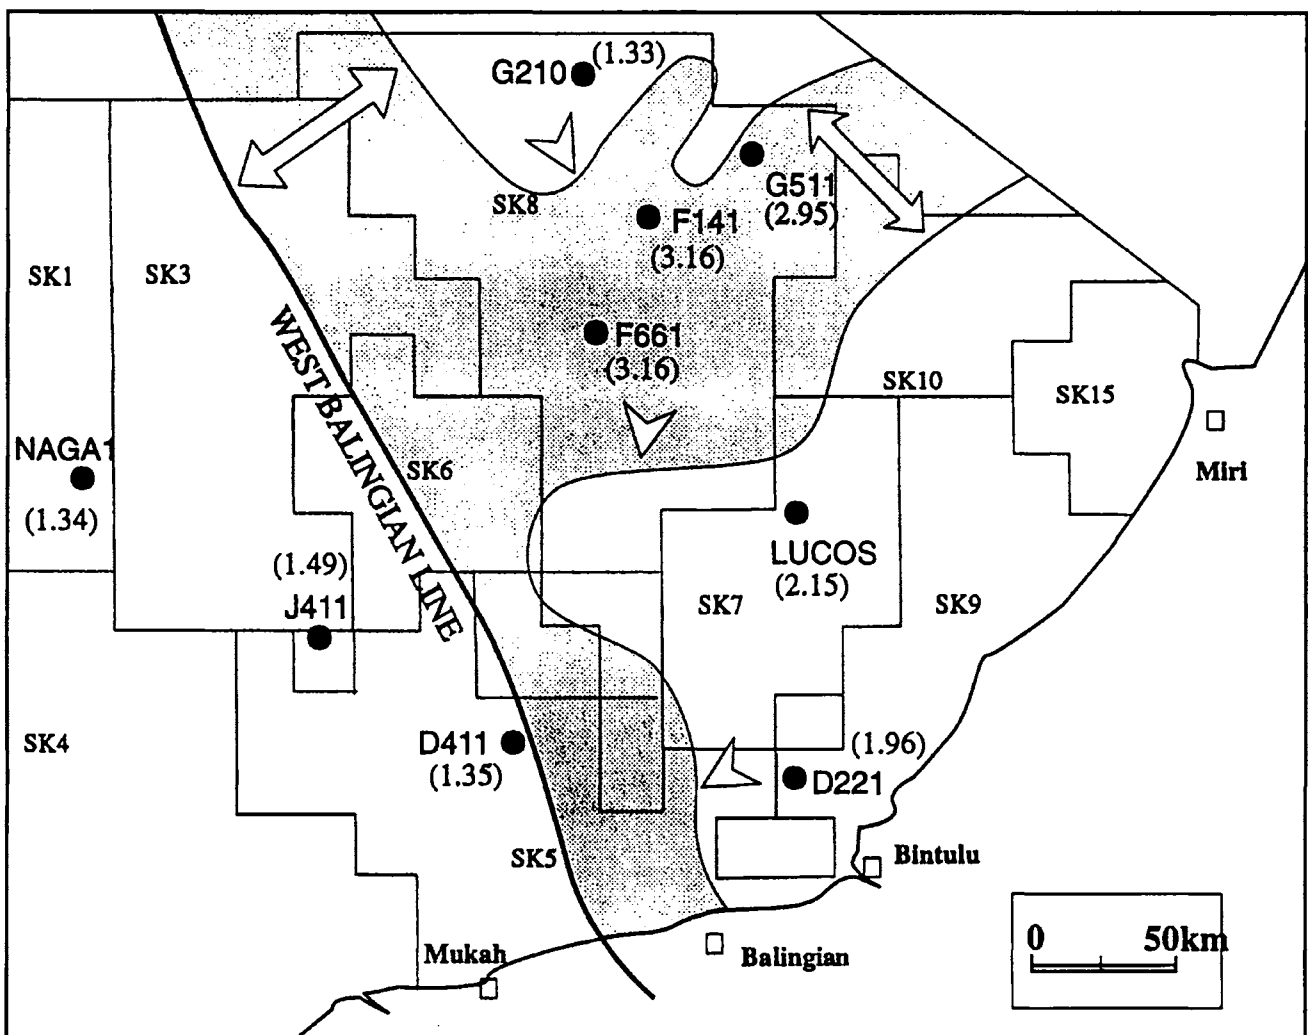 (1.33)
G210
SK8
G511
(2.95)
F141
(3.16)
SK1
SK3
WEST BALINGIAN LINE
F661
(3.16)
SK10
SK15
NAGA1
(1.34)
SK6
Miri
LUCOS
(2.15)
(1.49)
J411
SK7
SK9
SK4
D411
(1.35)
(1.96)
D221
SK5
Bintulu
Mukah
Balingian
0 50km